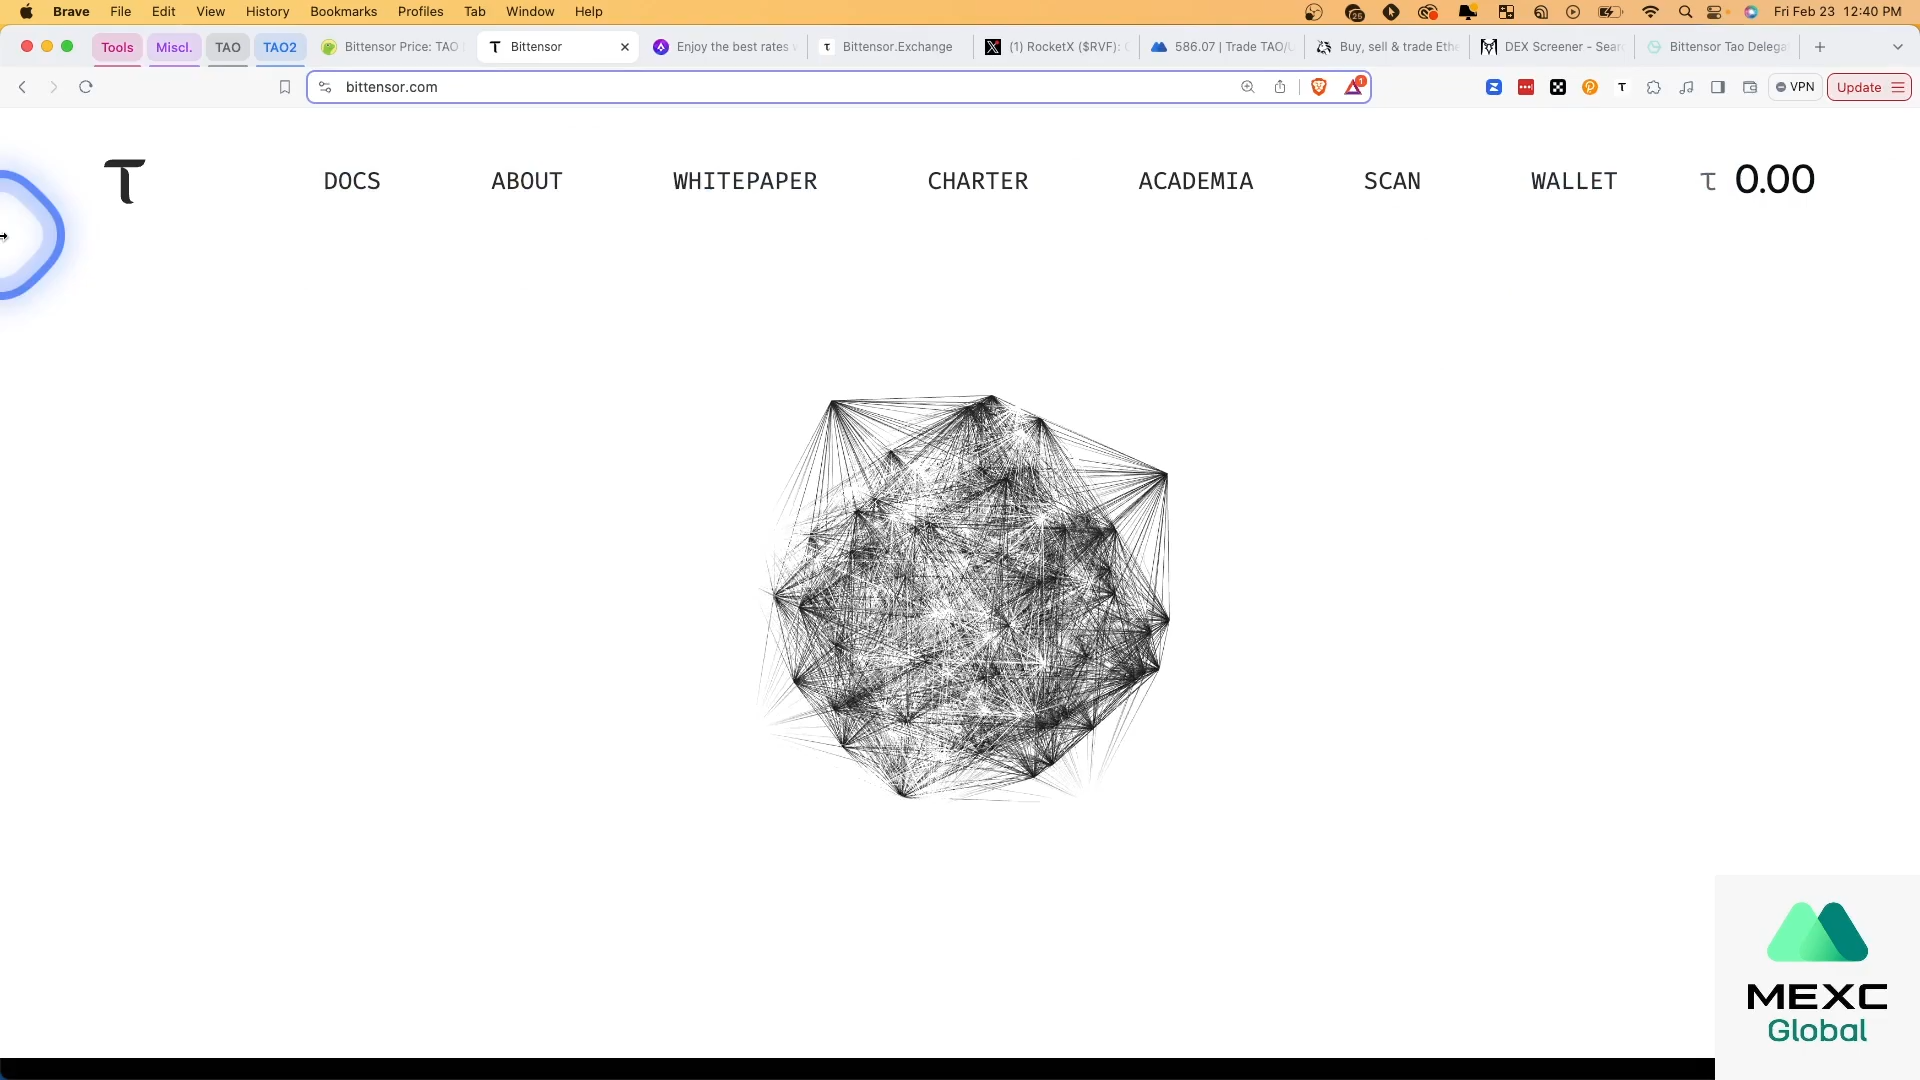 Brave File Edit View History Bookmarks Profiles Tab Window Help 25 Fri Feb 23 12:40 PM
Tools Miscl. TAO TAO2 Bittensor Price: TAO Bittensor Enjoy the best rates Bittensor.Exchange (1) RocketX ($RVF): 586.07 | Trade TAO/ Buy, sell & trade Eth DEX Screener - Sear Bittensor Tao Delega
bittensor.com 1 VPN Update
DOCS ABOUT WHITEPAPER CHARTER ACADEMIA SCAN WALLET τ 0.00
MEXC
Global